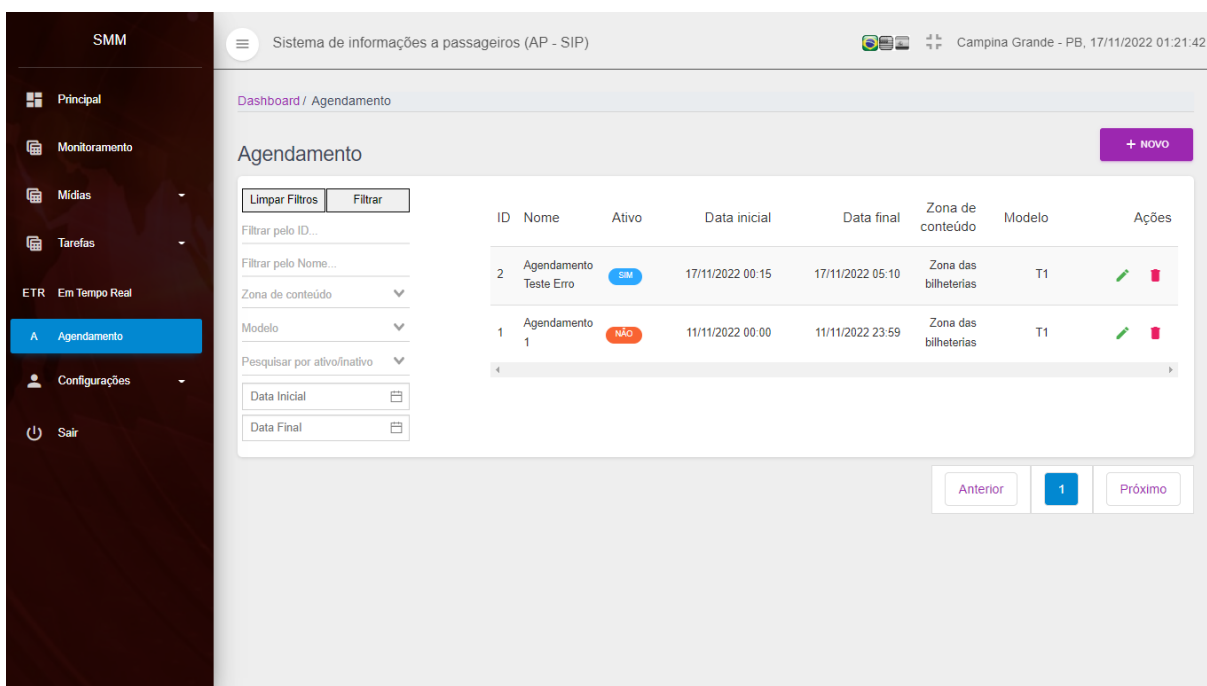 SMM
Sistema de informações a passageiros (AP - SIP)
Campina Grande - PB, 17/11/2022 01:21:42
Principal
Monitoramento
Mídias
Tarefas
ETR Em Tempo Real
A Agendamento
Configurações
Sair
Dashboard / Agendamento
Agendamento
+ NOVO
Limpar Filtros Filtrar
Filtrar pelo ID...
Filtrar pelo Nome...
Zona de conteúdo
Modelo
Pesquisar por ativo/inativo
Data Inicial
Data Final
ID Nome Ativo Data inicial Data final Zona de conteúdo Modelo Ações
2 Agendamento Teste Erro SIM 17/11/2022 00:15 17/11/2022 05:10 Zona das bilheterias T1
1 Agendamento 1 NÃO 11/11/2022 00:00 11/11/2022 23:59 Zona das bilheterias T1
Anterior 1 Próximo